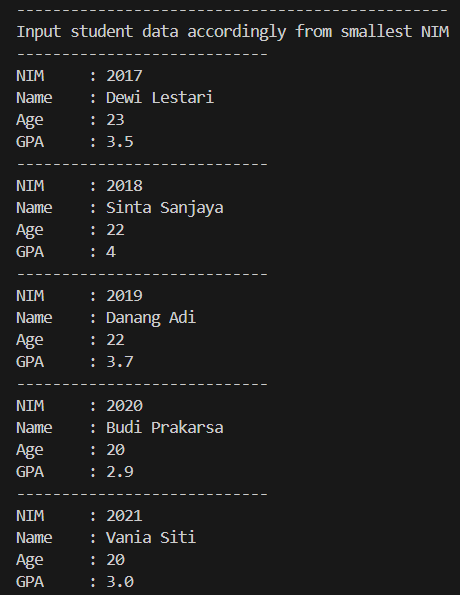 ------------------------------------------------
Input student data accordingly from smallest NIM
----------------------------
NIM     : 2017
Name    : Dewi Lestari
Age     : 23
GPA     : 3.5
----------------------------
NIM     : 2018
Name    : Sinta Sanjaya
Age     : 22
GPA     : 4
----------------------------
NIM     : 2019
Name    : Danang Adi
Age     : 22
GPA     : 3.7
----------------------------
NIM     : 2020
Name    : Budi Prakarsa
Age     : 20
GPA     : 2.9
----------------------------
NIM     : 2021
Name    : Vania Siti
Age     : 20
GPA     : 3.0